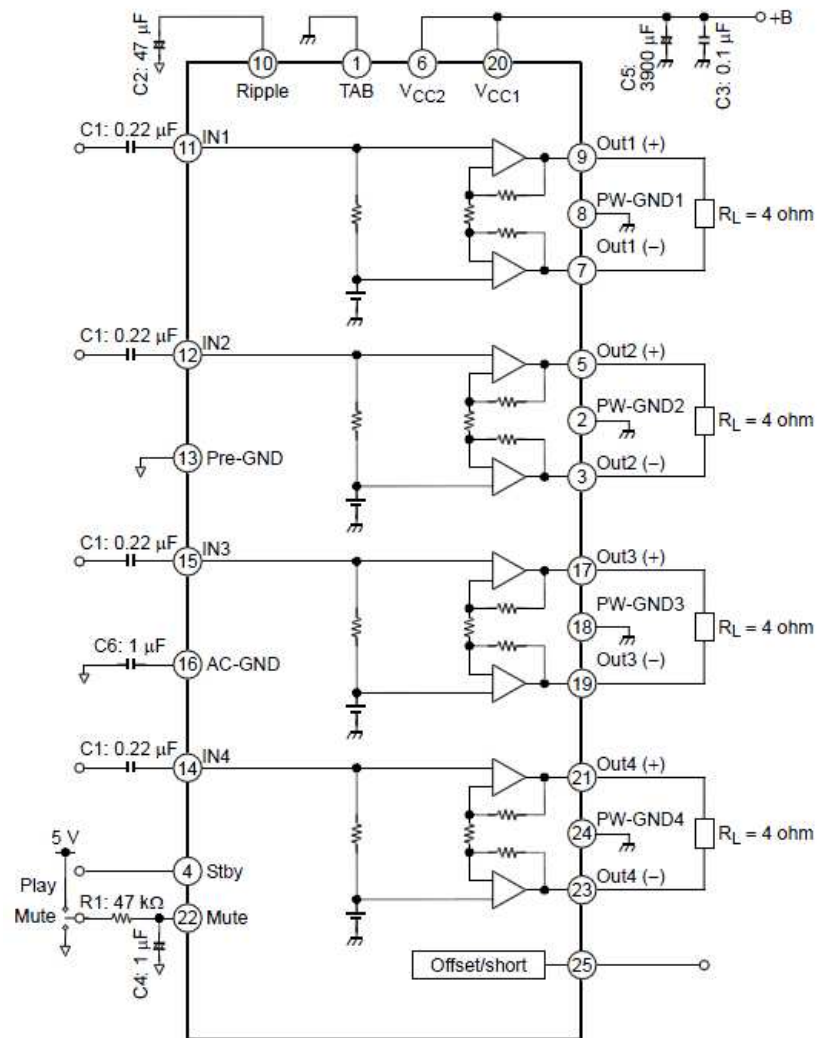 C2: 47 µF
+B
C5: 3900 µF
C3: 0.1 µF
10
1
6
20
Ripple
TAB
VCC2
VCC1
C1: 0.22 µF
11
IN1
9
Out1 (+)
8
PW-GND1
RL = 4 ohm
Out1 (−)
7
C1: 0.22 µF
12
IN2
5
Out2 (+)
2
PW-GND2
RL = 4 ohm
13
Pre-GND
3
Out2 (−)
C1: 0.22 µF
15
IN3
17
Out3 (+)
18
PW-GND3
RL = 4 ohm
C6: 1 µF
16
AC-GND
Out3 (−)
19
C1: 0.22 µF
14
IN4
21
Out4 (+)
24
PW-GND4
RL = 4 ohm
5 V
4
Stby
Play
23
Out4 (−)
Mute
R1: 47 kΩ
22
Mute
C4: 1 µF
Offset/short
25